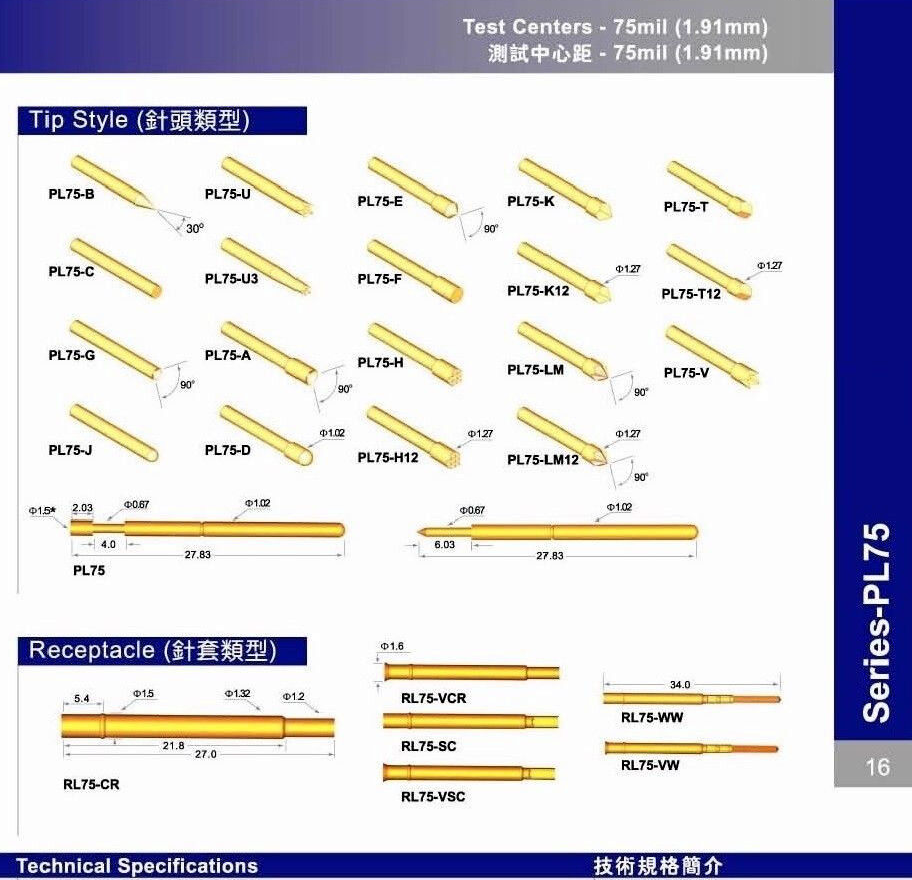 Test Centers - 75mil (1.91mm)
測試中心距 - 75mil (1.91mm)
Tip Style (針頭類型)
PL75-B
30°
PL75-U
PL75-E
90°
PL75-K
PL75-T
PL75-C
PL75-U3
PL75-F
PL75-K12
Φ1.27
PL75-T12
Φ1.27
PL75-G
90°
PL75-A
90°
PL75-H
PL75-LM
90°
PL75-V
PL75-J
PL75-D
Φ1.02
PL75-H12
Φ1.27
PL75-LM12
Φ1.27
90°
Φ1.5*
2.03
Φ0.67
Φ1.02
4.0
27.83
PL75
Φ0.67
Φ1.02
6.03
27.83
Receptacle (針套類型)
5.4
Φ1.5
Φ1.32
Φ1.2
21.8
27.0
RL75-CR
Φ1.6
RL75-VCR
RL75-SC
RL75-VSC
34.0
RL75-WW
RL75-VW
Series-PL75
16
Technical Specifications
技術規格簡介